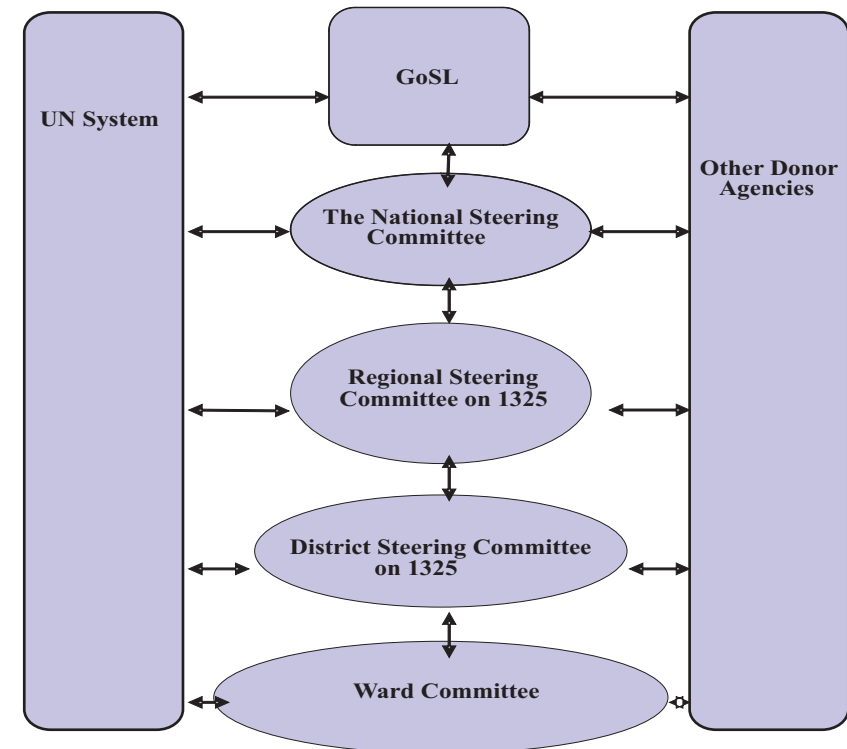 GoSL
UN System
Other Donor
Agencies
The National Steering
Committee
Regional Steering
Committee on 1325
District Steering Committee
on 1325
Ward Committee